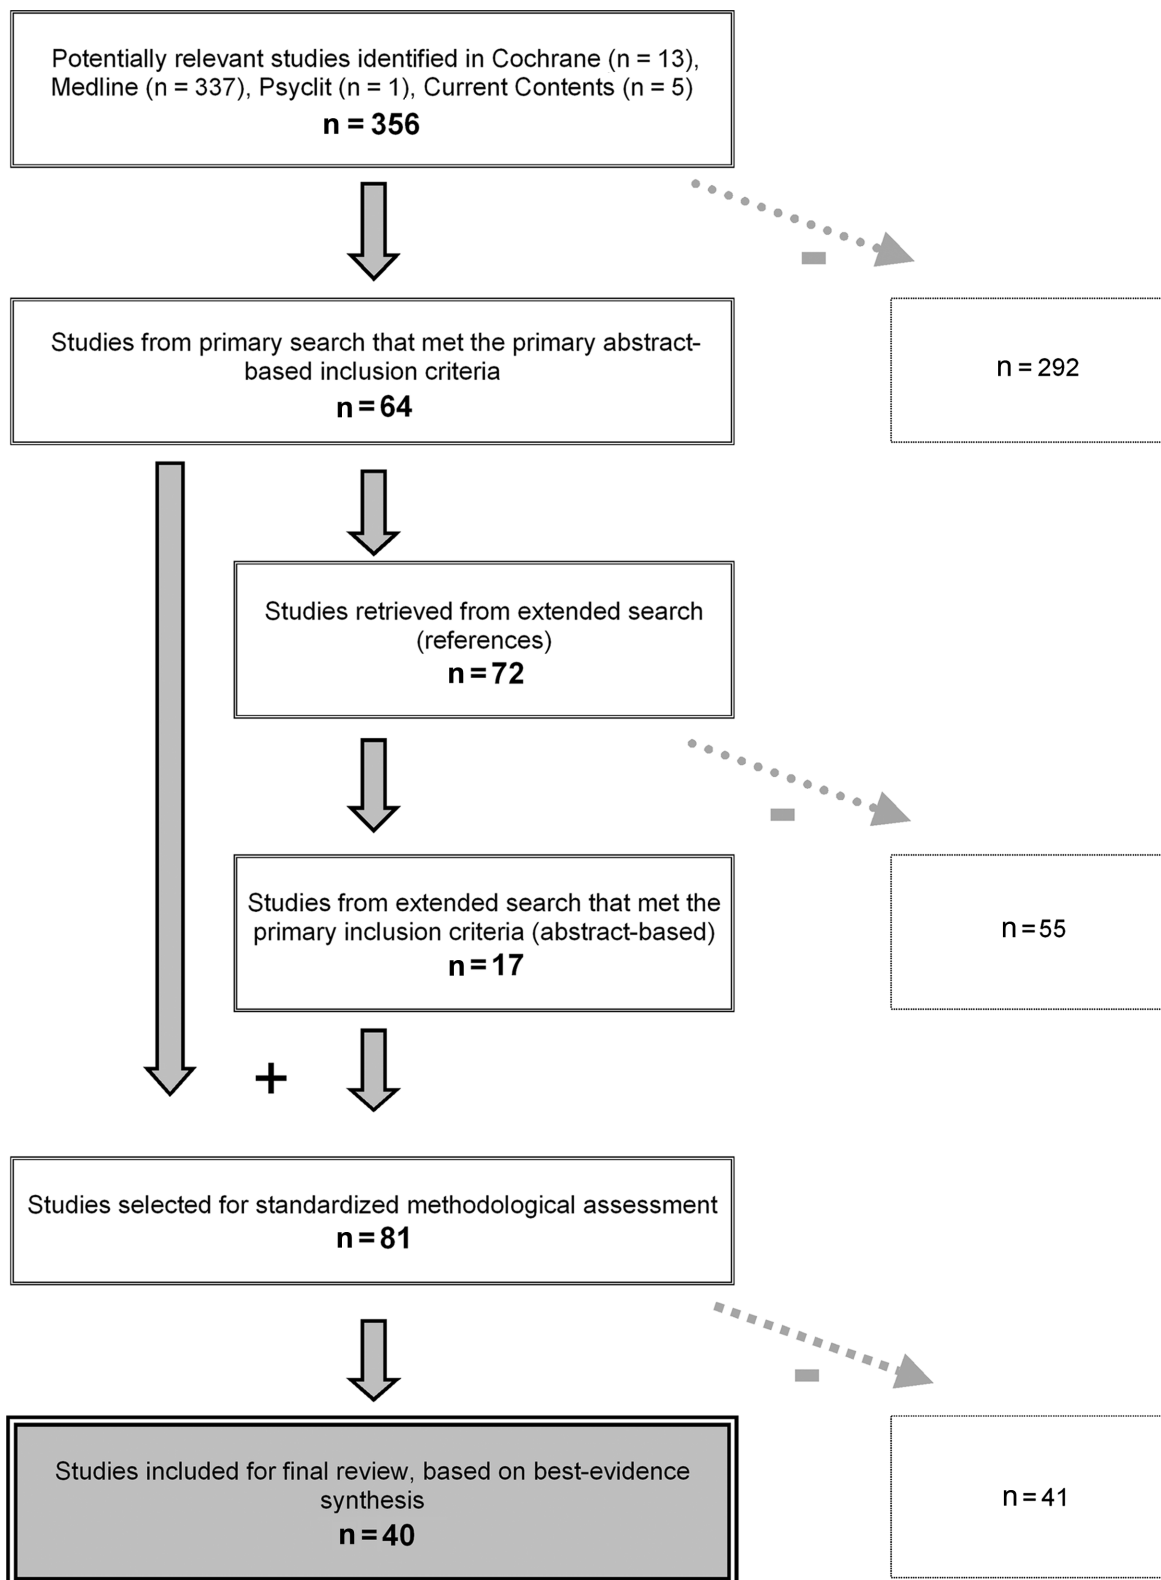 Potentially relevant studies identified in Cochrane (n = 13),
Medline (n = 337), Psyclit (n = 1), Current Contents (n = 5)
n = 356
Studies from primary search that met the primary abstract-
based inclusion criteria
n = 64
n = 292
Studies retrieved from extended search
(references)
n = 72
Studies from extended search that met the
primary inclusion criteria (abstract-based)
n = 17
n = 55
+
Studies selected for standardized methodological assessment
n = 81
Studies included for final review, based on best-evidence
synthesis
n = 40
n = 41